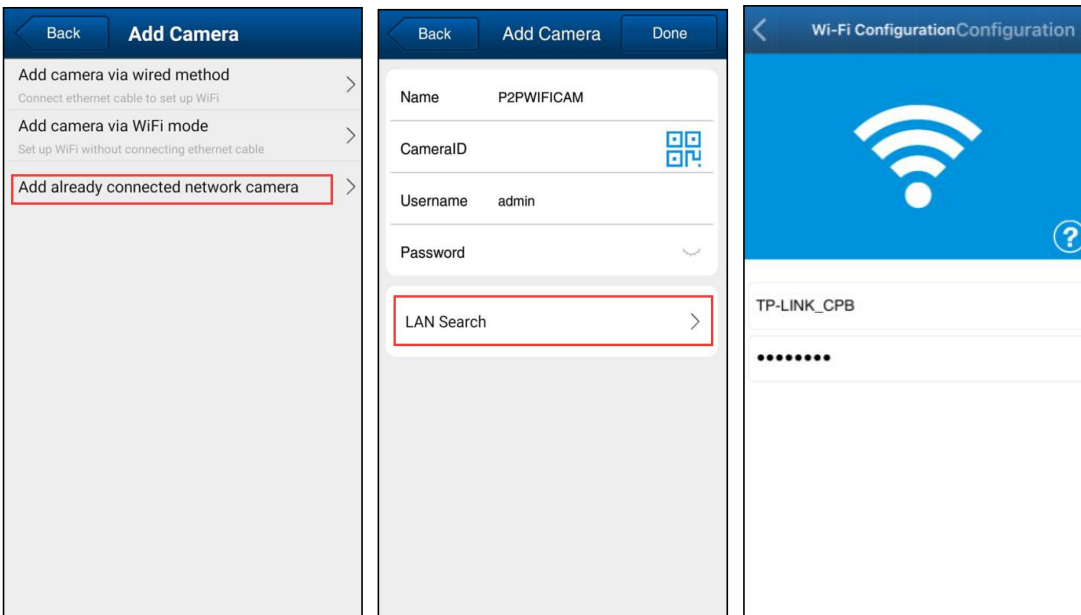 Back
Add Camera
Add camera via wired method
Connect ethernet cable to set up WiFi
Add camera via WiFi mode
Set up WiFi without connecting ethernet cable
Add already connected network camera
Back
Add Camera
Done
Name
P2PWIFICAM
CameraID
Username
admin
Password
LAN Search
Wi-Fi ConfigurationConfiguration
?
TP-LINK_CPB
••••••••